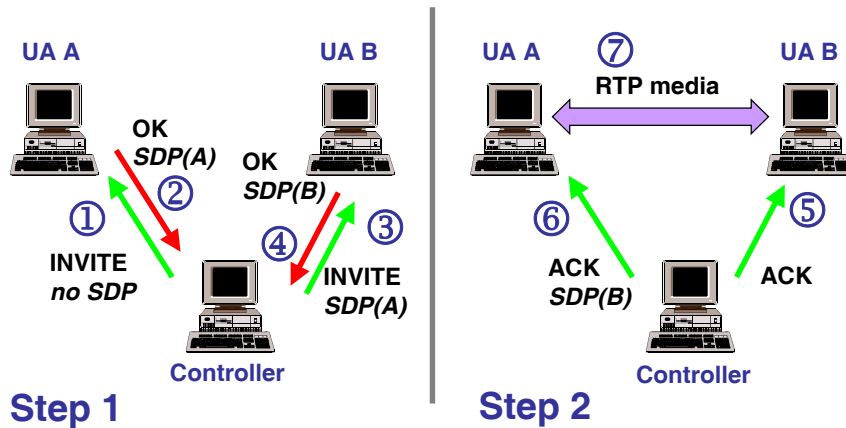 UA A
UA B
OK
SDP(A)
OK
SDP(B)
①
②
③
④
INVITE
no SDP
INVITE
SDP(A)
Controller
Step 1
UA A
⑦
UA B
RTP media
⑥
⑤
ACK
SDP(B)
ACK
Controller
Step 2